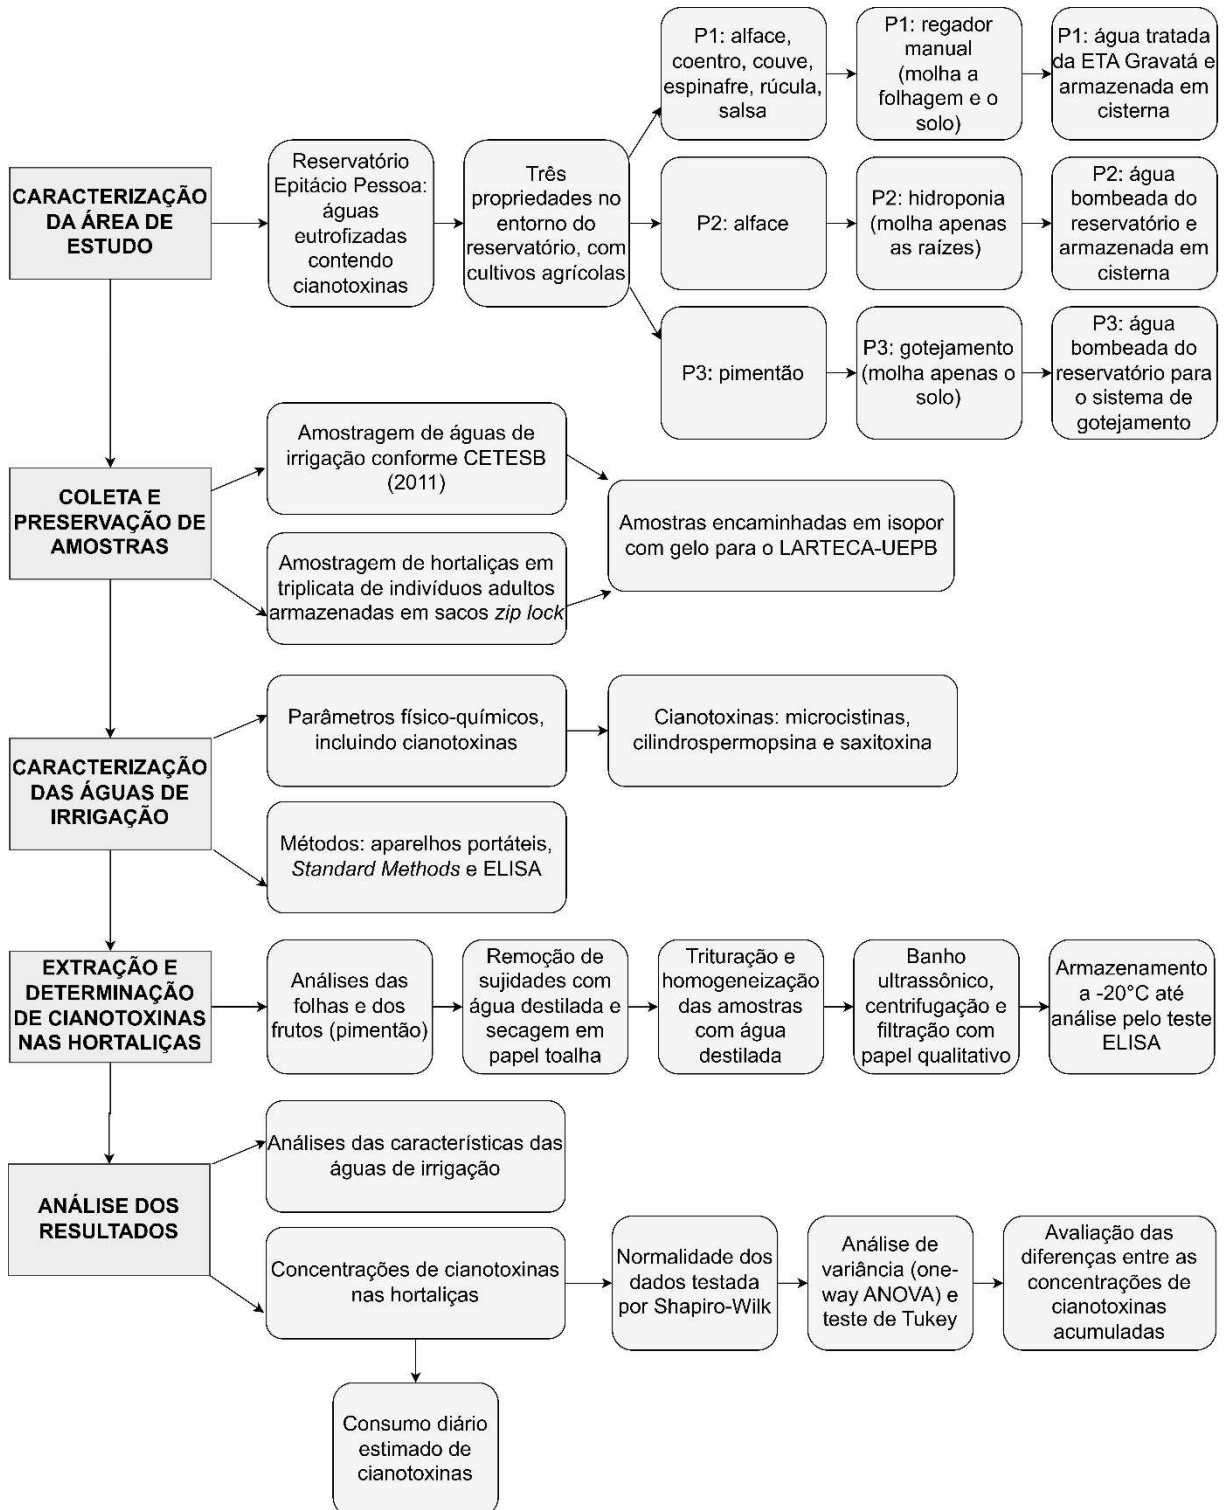 P1: alface,
coentro, couve,
espinafre, rúcula,
salsa
P1: regador
manual
(molha a
folhagem e o
solo)
P1: água tratada
da ETA Gravatá e
armazenada em
cisterna
CARACTERIZAÇÃO
DA ÁREA DE
ESTUDO
Reservatório
Epitácio Pessoa:
águas
eutrofizadas
contendo
cianotoxinas
Três
propriedades no
entorno do
reservatório, com
cultivos agrícolas
P2: alface
P2: hidroponia
(molha apenas
as raízes)
P2: água
bombeada do
reservatório e
armazenada em
cisterna
P3: pimentão
P3: gotejamento
(molha apenas o
solo)
P3: água
bombeada do
reservatório para
o sistema de
gotejamento
COLETA E
PRESERVAÇÃO DE
AMOSTRAS
Amostragem de águas de
irrigação conforme CETESB
(2011)
Amostragem de hortaliças em
triplicata de indivíduos adultos
armazenadas em sacos zip lock
Amostras encaminhadas em isopor
com gelo para o LARTECA-UEPB
CARACTERIZAÇÃO
DAS ÁGUAS DE
IRRIGAÇÃO
Parâmetros físico-químicos,
incluindo cianotoxinas
Cianotoxinas: microcistinas,
cilindrospermopsina e saxitoxina
Métodos: aparelhos portáteis,
Standard Methods e ELISA
EXTRAÇÃO E
DETERMINAÇÃO
DE CIANOTOXINAS
NAS HORTALIÇAS
Análises das
folhas e dos
frutos (pimentão)
Remoção de
sujidades com
água destilada e
secagem em
papel toalha
Trituração e
homogeneização
das amostras
com água
destilada
Banho
ultrassônico,
centrifugação e
filtração com
papel qualitativo
Armazenamento
a -20°C até
análise pelo teste
ELISA
ANÁLISE DOS
RESULTADOS
Análises das características das
águas de irrigação
Concentrações de cianotoxinas
nas hortaliças
Normalidade dos
dados testada
por Shapiro-Wilk
Análise de
variância (one-
way ANOVA) e
teste de Tukey
Avaliação das
diferenças entre as
concentrações de
cianotoxinas
acumuladas
Consumo diário
estimado de
cianotoxinas